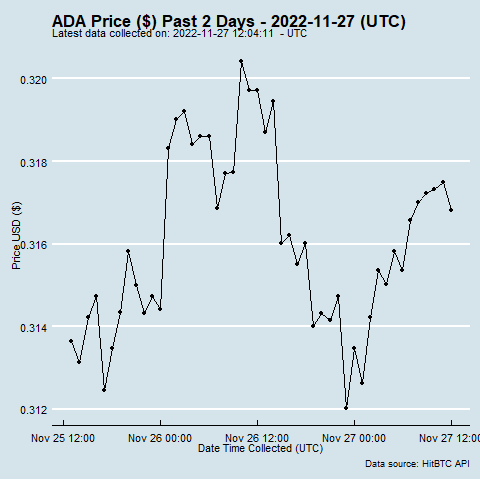 ADA Price ($) Past 2 Days - 2022-11-27 (UTC)
Latest data collected on: 2022-11-27 12:04:11  - UTC
0.320
0.318
0.316
0.314
0.312
Price USD ($)
Nov 25 12:00 Nov 26 00:00 Nov 26 12:00 Nov 27 00:00 Nov 27 12:00
Date Time Collected (UTC)
Data source: HitBTC API